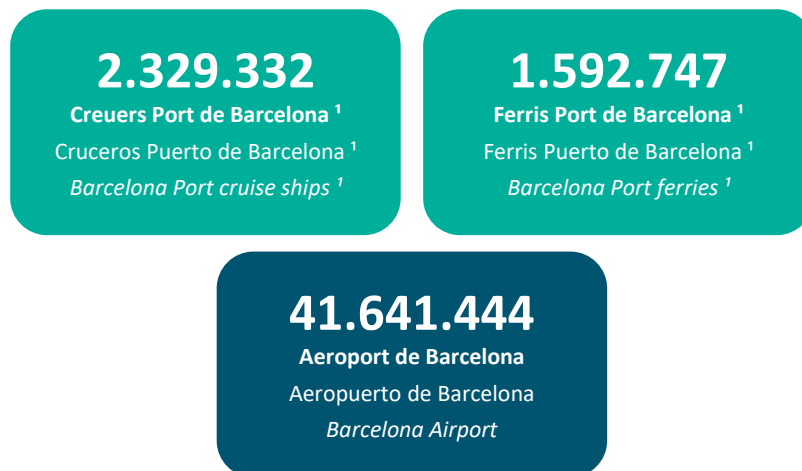 2.329.332
Creuers Port de Barcelona ¹
Cruceros Puerto de Barcelona ¹
Barcelona Port cruise ships ¹
1.592.747
Ferris Port de Barcelona ¹
Ferris Puerto de Barcelona ¹
Barcelona Port ferries ¹
41.641.444
Aeroport de Barcelona
Aeropuerto de Barcelona
Barcelona Airport